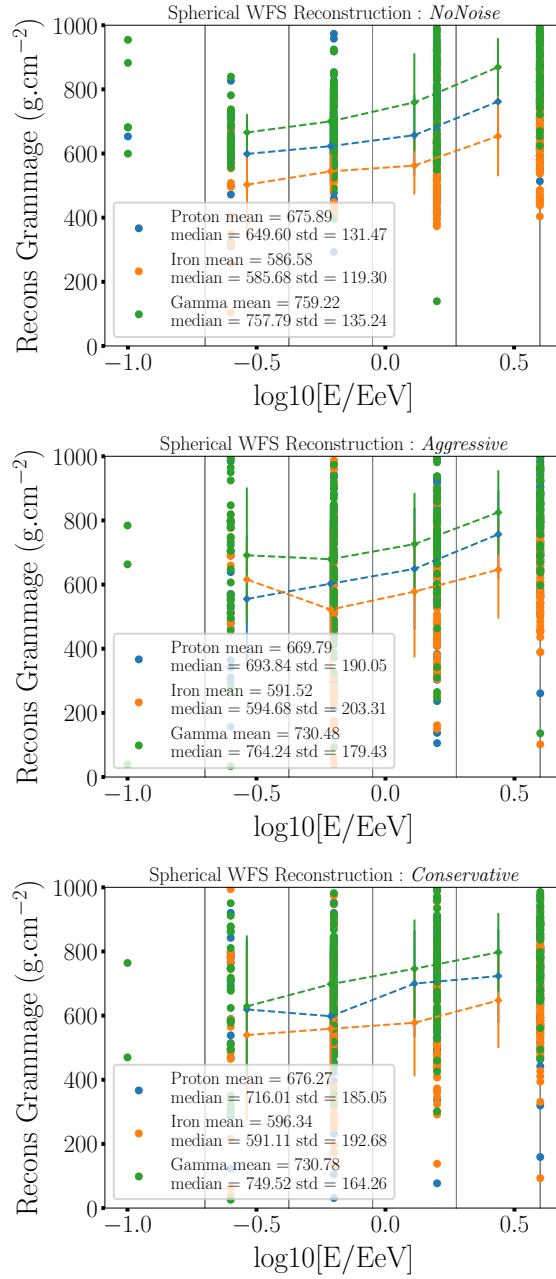 Spherical WFS Reconstruction : NoNoise
1000
800
600
400
200
0
Recons Grammage (g.cm−2)
Proton mean = 675.89
median = 649.60 std = 131.47
Iron mean = 586.58
median = 585.68 std = 119.30
Gamma mean = 759.22
median = 757.79 std = 135.24
−1.0 −0.5 0.0 0.5
log10[E/EeV]
Spherical WFS Reconstruction : Aggressive
1000
800
600
400
200
0
Recons Grammage (g.cm−2)
Proton mean = 669.79
median = 693.84 std = 190.05
Iron mean = 591.52
median = 594.68 std = 203.31
Gamma mean = 730.48
median = 764.24 std = 179.43
−1.0 −0.5 0.0 0.5
log10[E/EeV]
Spherical WFS Reconstruction : Conservative
1000
800
600
400
200
0
Recons Grammage (g.cm−2)
Proton mean = 676.27
median = 716.01 std = 185.05
Iron mean = 596.34
median = 591.11 std = 192.68
Gamma mean = 730.78
median = 749.52 std = 164.26
−1.0 −0.5 0.0 0.5
log10[E/EeV]